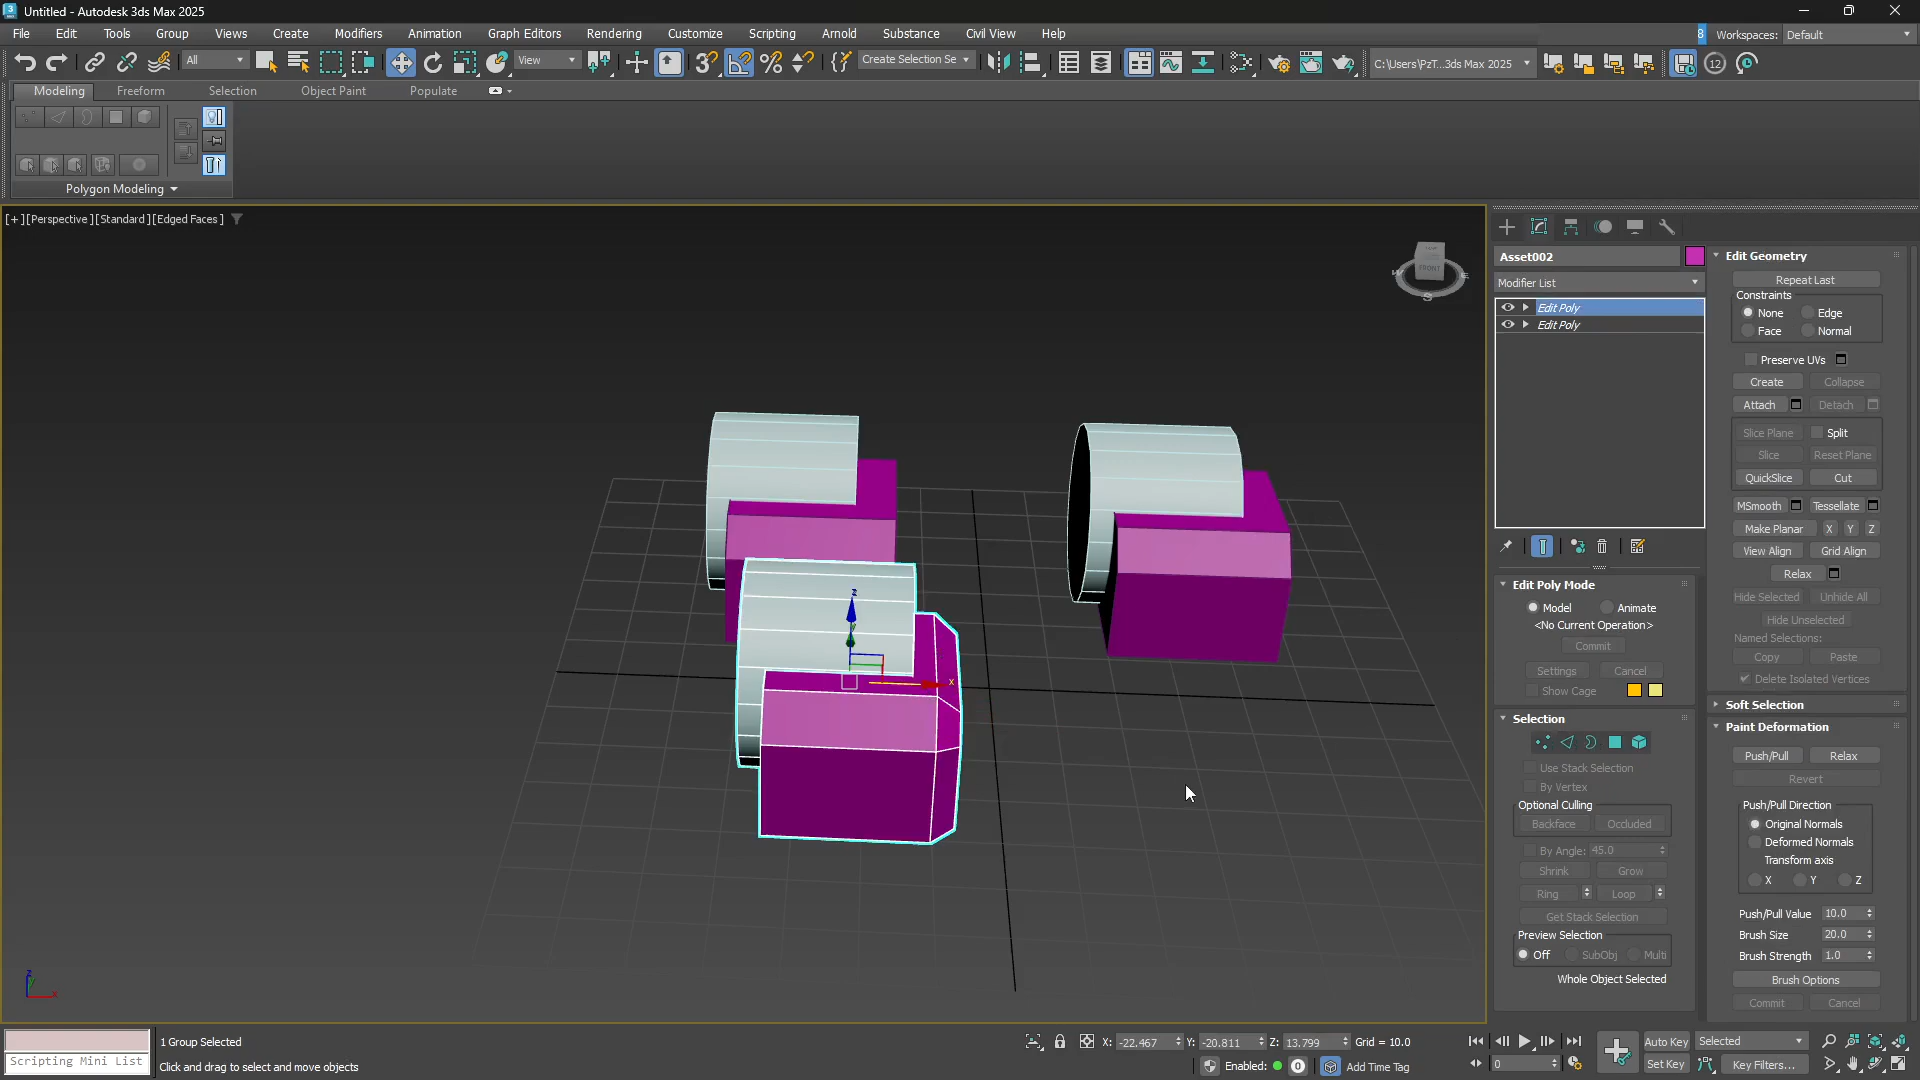 Untitled - Autodesk 3ds Max 2025
File Edit Tools Group Views Create Modifiers Animation Graph Editors Rendering Customize Scripting Arnold Substance Civil View Help
Workspaces: Default
All
View
Create Selection Se
C:\Users\PzT...3ds Max 2025
12
Modeling Freeform Selection Object Paint Populate
Polygon Modeling
[+][Perspective][Standard][Edged Faces]
FRONT
Asset002
Modifier List
Edit Poly
Edit Poly
Edit Poly Mode
Model Animate
<No Current Operation>
Commit
Settings Cancel
Show Cage
Selection
Use Stack Selection
By Vertex
Optional Culling
Backface Occluded
By Angle: 45.0
Shrink Grow
Ring Loop
Get Stack Selection
Preview Selection
Off SubObj Multi
Whole Object Selected
Edit Geometry
Repeat Last
Constraints
None Edge
Face Normal
Preserve UVs
Create Collapse
Attach Detach
Slice Plane Split
Slice Reset Plane
QuickSlice Cut
MSmooth Tessellate
Make Planar X Y Z
View Align Grid Align
Relax
Hide Selected Unhide All
Hide Unselected
Named Selections:
Copy Paste
Delete Isolated Vertices
Soft Selection
Paint Deformation
Push/Pull Relax
Revert
Push/Pull Direction
Original Normals
Deformed Normals
Transform axis
X Y Z
Push/Pull Value 10.0
Brush Size 20.0
Brush Strength 1.0
Brush Options
Commit Cancel
z
x
z
x
Scripting Mini List
1 Group Selected
Click and drag to select and move objects
X: -22.467 Y: -20.811 Z: 13.799 Grid = 10.0
Enabled: 0 Add Time Tag
0
Auto Key Selected
Set Key Key Filters...